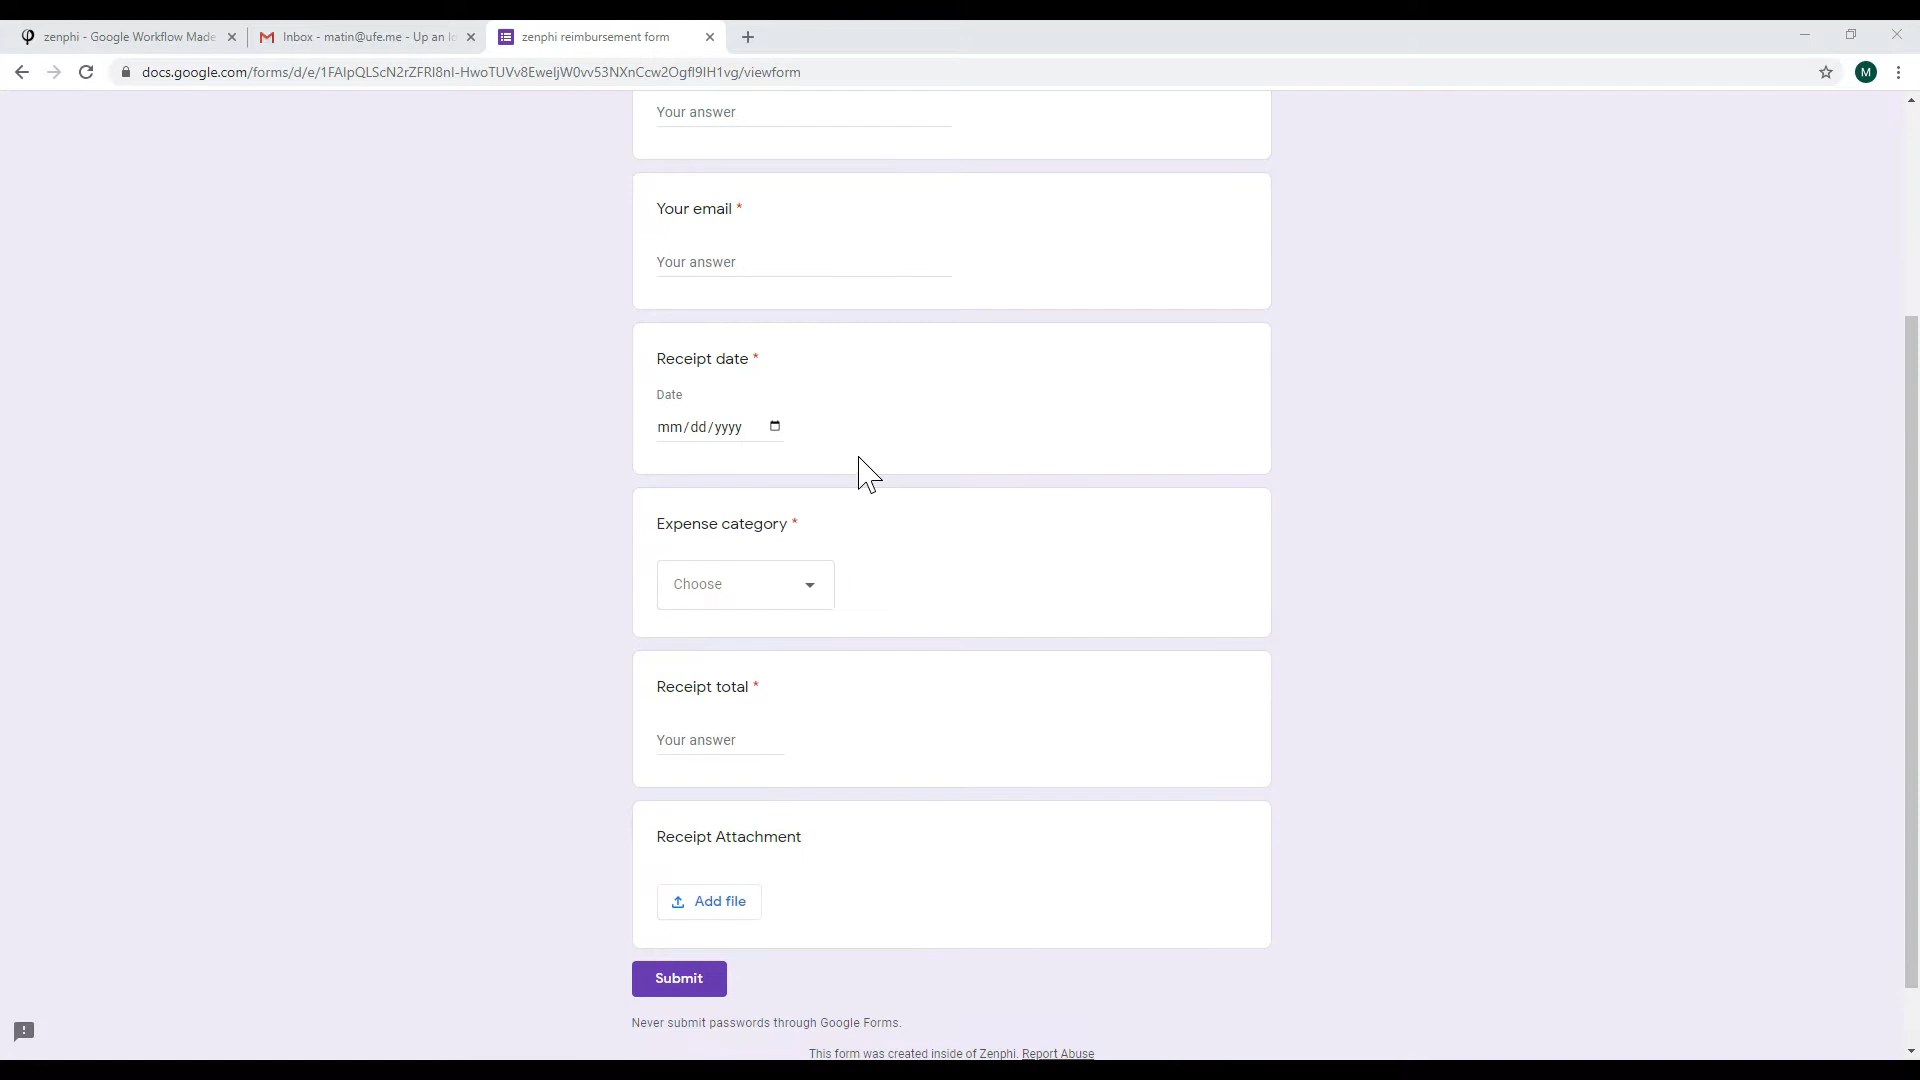 zenphi - Google Workflow Made
Inbox - matin@ufe.me - Up an Id
zenphi reimbursement form
docs.google.com/forms/d/e/1FAIpQLScN2rZFRI8nI-HwoTUVv8EweIjW0vv53NXnCcw2Ogfl9IH1vg/viewform
M
Your answer
Your email *
Your answer
Receipt date *
Date
mm/dd/yyyy
Expense category *
Choose
Receipt total *
Your answer
Receipt Attachment
Add file
Submit
Never submit passwords through Google Forms.
This form was created inside of Zenphi. Report Abuse